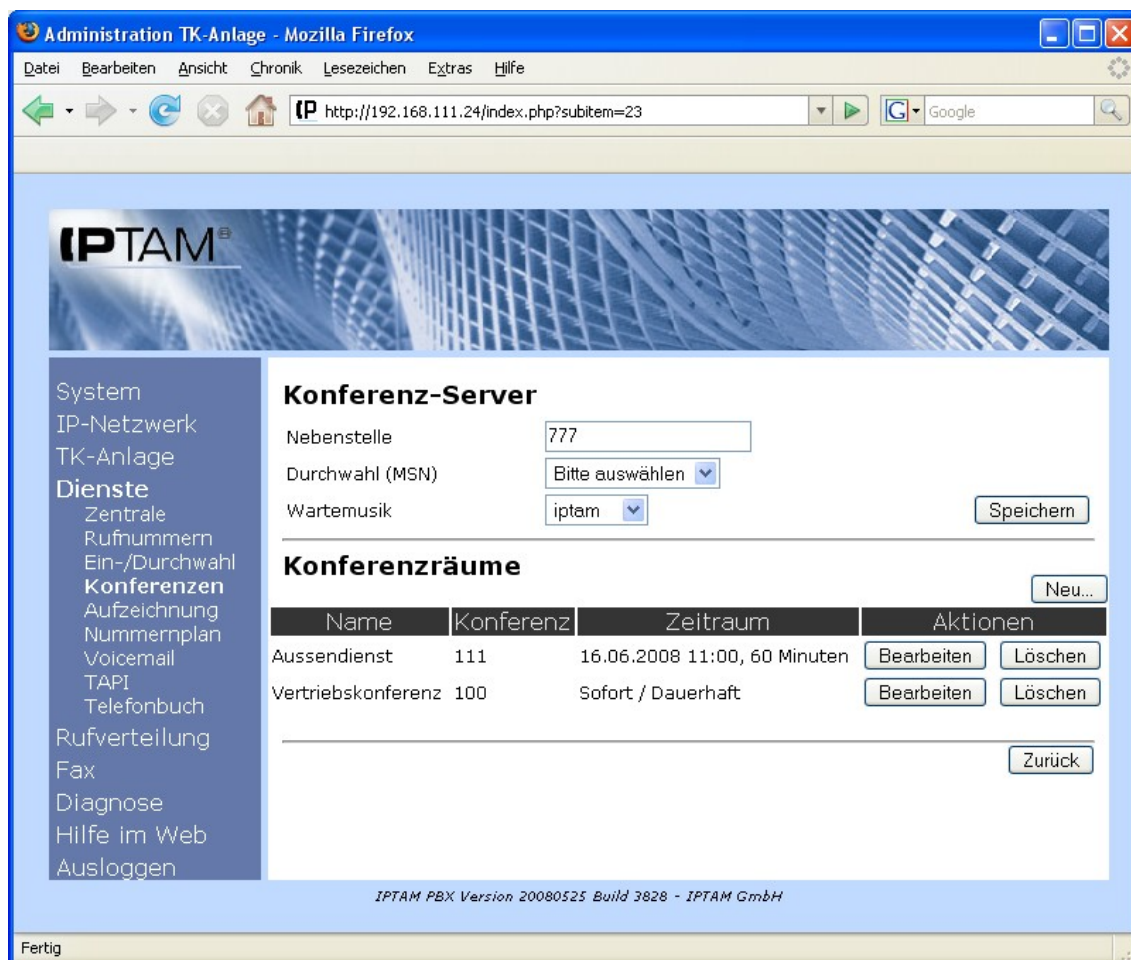 Administration TK-Anlage - Mozilla Firefox
Datei Bearbeiten Ansicht Chronik Lesezeichen Extras Hilfe
(P http://192.168.111.24/index.php?subitem=23 G Google
(PTAM®
System
IP-Netzwerk
TK-Anlage
Dienste
Zentrale
Rufnummern
Ein-/Durchwahl
Konferenzen
Aufzeichnung
Nummernplan
Voicemail
TAPI
Telefonbuch
Rufverteilung
Fax
Diagnose
Hilfe im Web
Ausloggen
Konferenz-Server
Nebenstelle 777
Durchwahl (MSN) Bitte auswählen
Wartemusik iptam Speichern
Konferenzräume
Neu...
Name Konferenz Zeitraum Aktionen
Aussendienst 111 16.06.2008 11:00, 60 Minuten Bearbeiten Löschen
Vertriebskonferenz 100 Sofort / Dauerhaft Bearbeiten Löschen
Zurück
IPTAM PBX Version 20080525 Build 3828 - IPTAM GmbH
Fertig